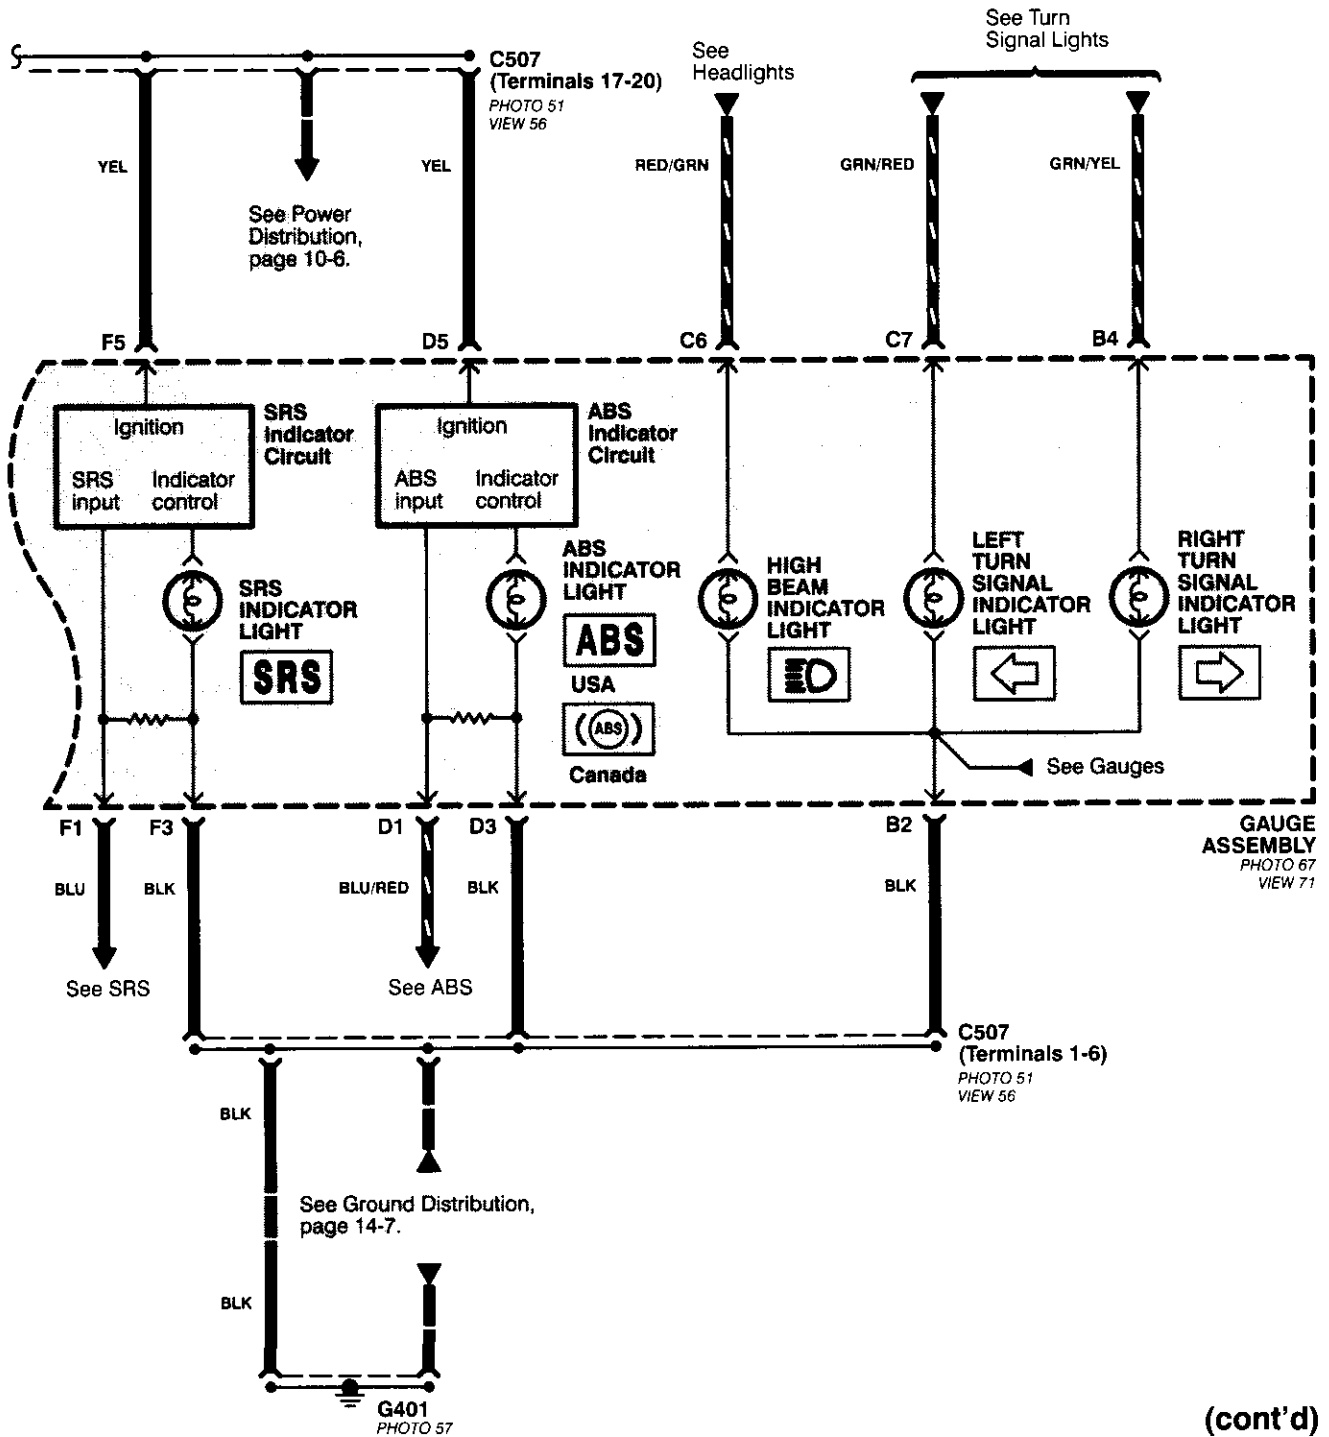 See Turn
Signal Lights
See
Headlights
C507
(Terminals 17-20)
PHOTO 51
VIEW 56
YEL
YEL
RED/GRN
GRN/RED
GRN/YEL
See Power
Distribution,
page 10-6.
F5
D5
C6
C7
B4
Ignition
SRS
input
Indicator
control
SRS
Indicator
Circuit
Ignition
ABS
input
Indicator
control
ABS
Indicator
Circuit
SRS
INDICATOR
LIGHT
SRS
ABS
INDICATOR
LIGHT
ABS
USA
ABS
Canada
HIGH
BEAM
INDICATOR
LIGHT
LEFT
TURN
SIGNAL
INDICATOR
LIGHT
RIGHT
TURN
SIGNAL
INDICATOR
LIGHT
See Gauges
F1
F3
D1
D3
B2
GAUGE
ASSEMBLY
PHOTO 67
VIEW 71
BLU
BLK
BLU/RED
BLK
BLK
See SRS
See ABS
C507
(Terminals 1-6)
PHOTO 51
VIEW 56
BLK
See Ground Distribution,
page 14-7.
BLK
G401
PHOTO 57
(cont'd)